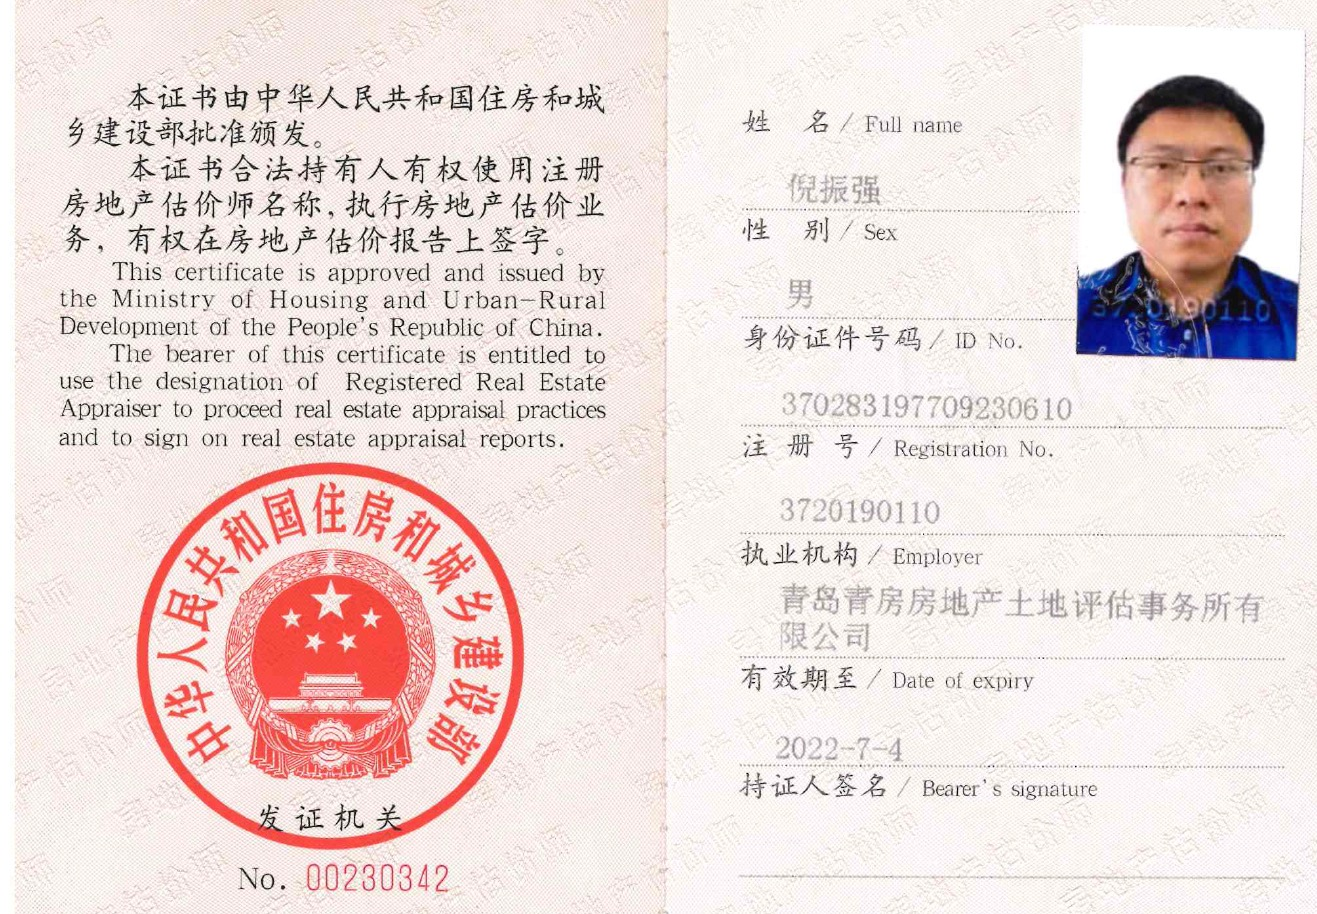 本证书由中华人民共和国住房和城
乡建设部批准颁发。
本证书合法持有人有权使用注册
房地产估价师名称,执行房地产估价业
务，有权在房地产估价报告上签字。
This certificate is approved and issued by
the Ministry of Housing and Urban-Rural
Development of the People's Republic of China.
The bearer of this certificate is entitled to
use the designation of Registered Real Estate
Appraiser to proceed real estate appraisal practices
and to sign on real estate appraisal reports.
中华人民共和国住房和城乡建设部
发证机关
No. 00230342
姓 名 / Full name
倪振强
性 别 / Sex
男
3720190110
身份证件号码 / ID No.
370283197709230610
注 册 号 / Registration No.
3720190110
执业机构 / Employer
青岛青房房地产土地评估事务所有
限公司
有效期至 / Date of expiry
2022-7-4
持证人签名 / Bearer's signature